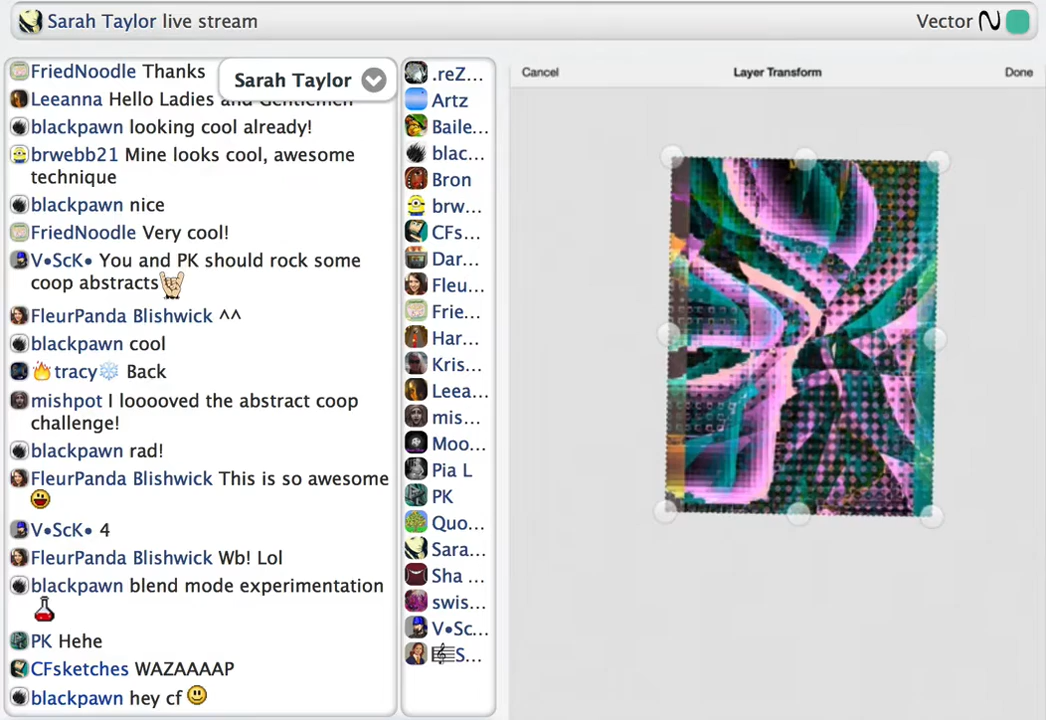 Sarah Taylor live stream
Vector
FriedNoodle Thanks
Sarah Taylor
Leeanna Hello Ladies and Gentlemen
blackpawn looking cool already!
brwebb21 Mine looks cool, awesome
technique
blackpawn nice
FriedNoodle Very cool!
V•ScK• You and PK should rock some
coop abstracts
FleurPanda Blishwick ^^
blackpawn cool
🔥tracy❄️ Back
mishpot I looooved the abstract coop
challenge!
blackpawn rad!
FleurPanda Blishwick This is so awesome
V•ScK• 4
FleurPanda Blishwick Wb! Lol
blackpawn blend mode experimentation
PK Hehe
CFsketches WAZAAAAP
blackpawn hey cf
.reZ...
Artz
Baile...
blac...
Bron
brw...
CFs...
Dar...
Fleu...
Frie...
Har...
Kris...
Leea...
mis...
Moo...
Pia L
PK
Quo...
Sara...
Sha ...
swis...
V•Sc...
🎼S...
Cancel
Layer Transform
Done